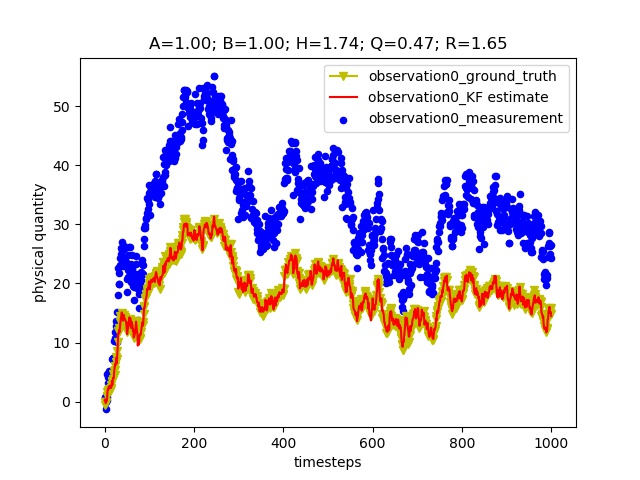 A=1.00; B=1.00; H=1.74; Q=0.47; R=1.65
observation0_ground_truth
observation0_KF estimate
observation0_measurement
physical quantity
50
40
30
20
10
0
0 200 400 600 800 1000
timesteps